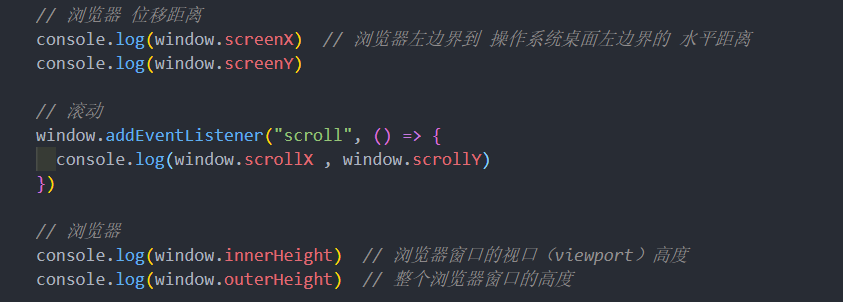 // 浏览器 位移距离
console.log(window.screenX)  // 浏览器左边界到 操作系统桌面左边界的 水平距离
console.log(window.screenY)
// 滚动
window.addEventListener("scroll", () => {
  console.log(window.scrollX , window.scrollY)
})
// 浏览器
console.log(window.innerHeight)  // 浏览器窗口的视口（viewport）高度
console.log(window.outerHeight)  // 整个浏览器窗口的高度